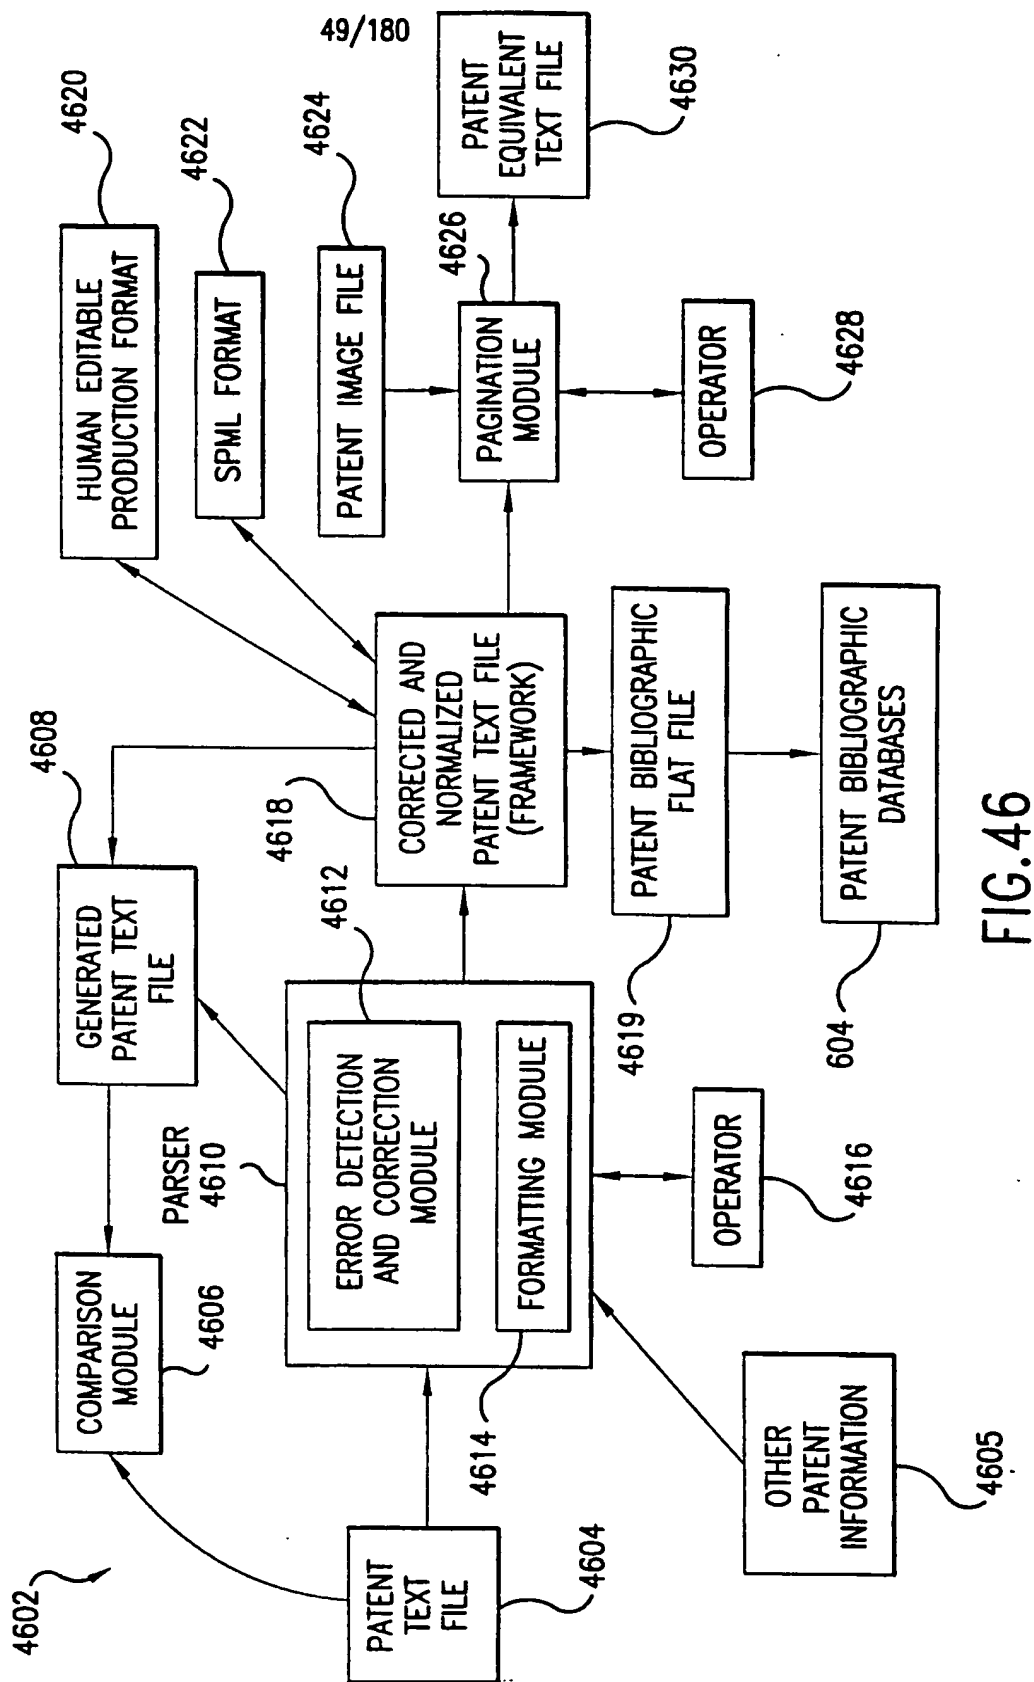 49/180
4602
PATENT
TEXT
FILE
4604
COMPARISON
MODULE
4606
GENERATED
PATENT TEXT
FILE
4608
PARSER
4610
ERROR DETECTION
AND CORRECTION
MODULE
4612
FORMATTING MODULE
4614
OTHER
PATENT
INFORMATION
4605
OPERATOR
4616
CORRECTED AND
NORMALIZED
PATENT TEXT FILE
(FRAMEWORK)
4618
HUMAN EDITABLE
PRODUCTION FORMAT
4620
SPML FORMAT
4622
PATENT IMAGE FILE
4624
PAGINATION
MODULE
4626
OPERATOR
4628
PATENT
EQUIVALENT
TEXT FILE
4630
PATENT BIBLIOGRAPHIC
FLAT FILE
4619
PATENT BIBLIOGRAPHIC
DATABASES
604
FIG.46